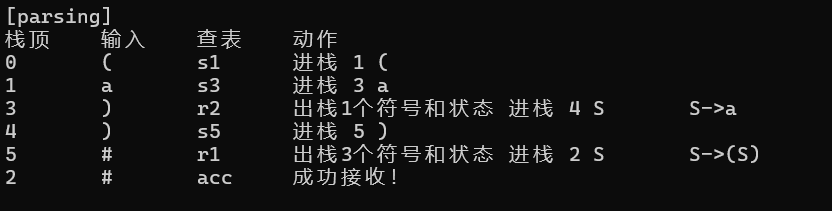 [parsing]
栈顶 输入 查表 动作
0 ( s1 进栈 1 (
1 a s3 进栈 3 a
3 ) r2 出栈1个符号和状态 进栈 4 S S->a
4 ) s5 进栈 5 )
5 # r1 出栈3个符号和状态 进栈 2 S S->(S)
2 # acc 成功接收!